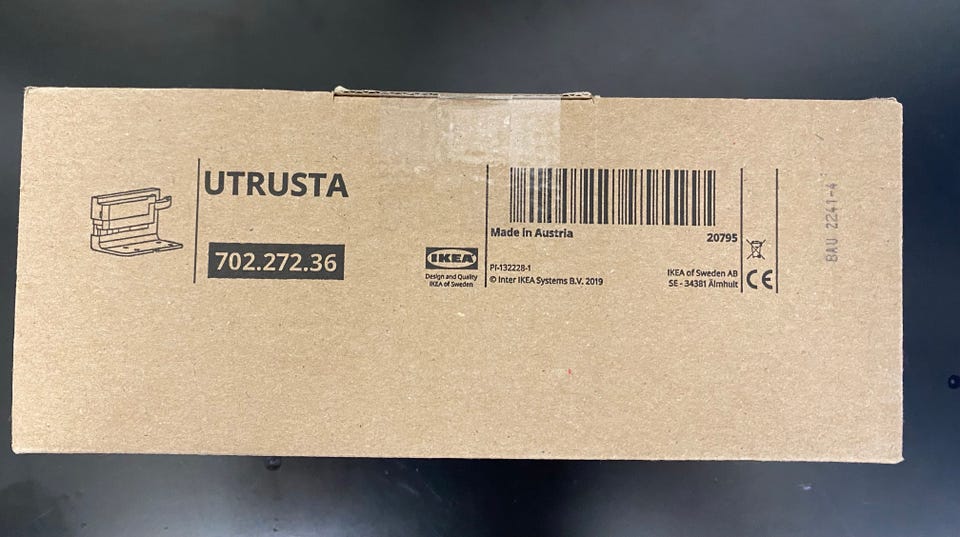 UTRUSTA
702.272.36
IKEA
Design and Quality
IKEA of Sweden
Made in Austria
20795
PI-132228-1
© Inter IKEA Systems B.V. 2019
IKEA of Sweden AB
SE - 34381 Älmhult
CE
BAU 2241-4